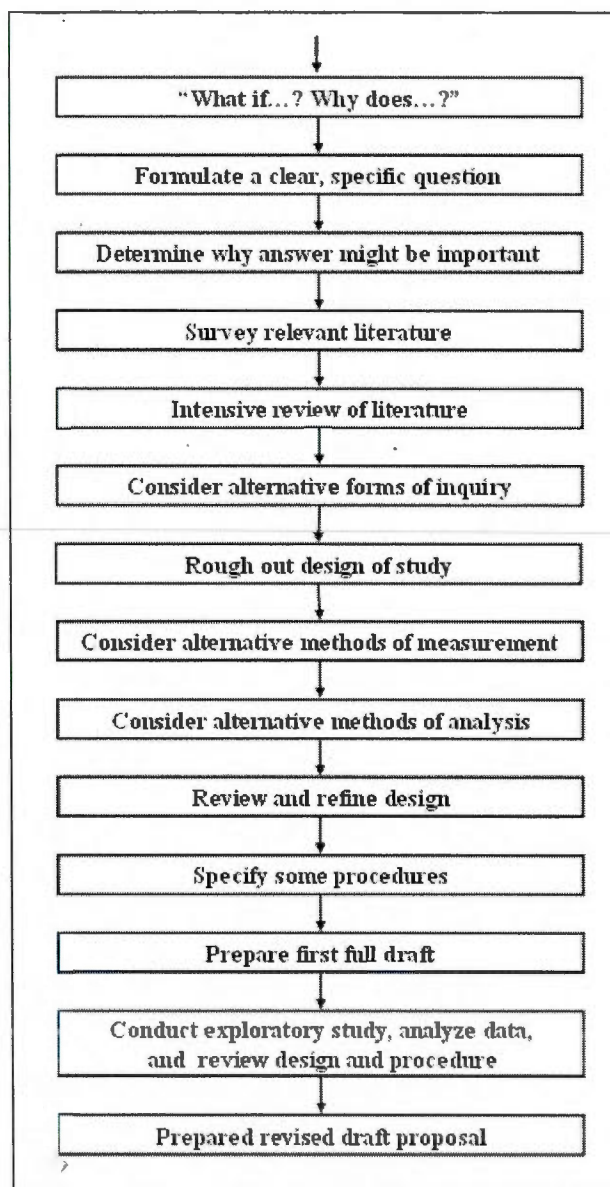 “What if...? Why does...?”
Formulate a clear, specific question
Determine why answer might be important
Survey relevant literature
Intensive review of literature
Consider alternative forms of inquiry
Rough out design of study
Consider alternative methods of measurement
Consider alternative methods of analysis
Review and refine design
Specify some procedures
Prepare first full draft
Conduct exploratory study, analyze data,
and review design and procedure
Prepared revised draft proposal